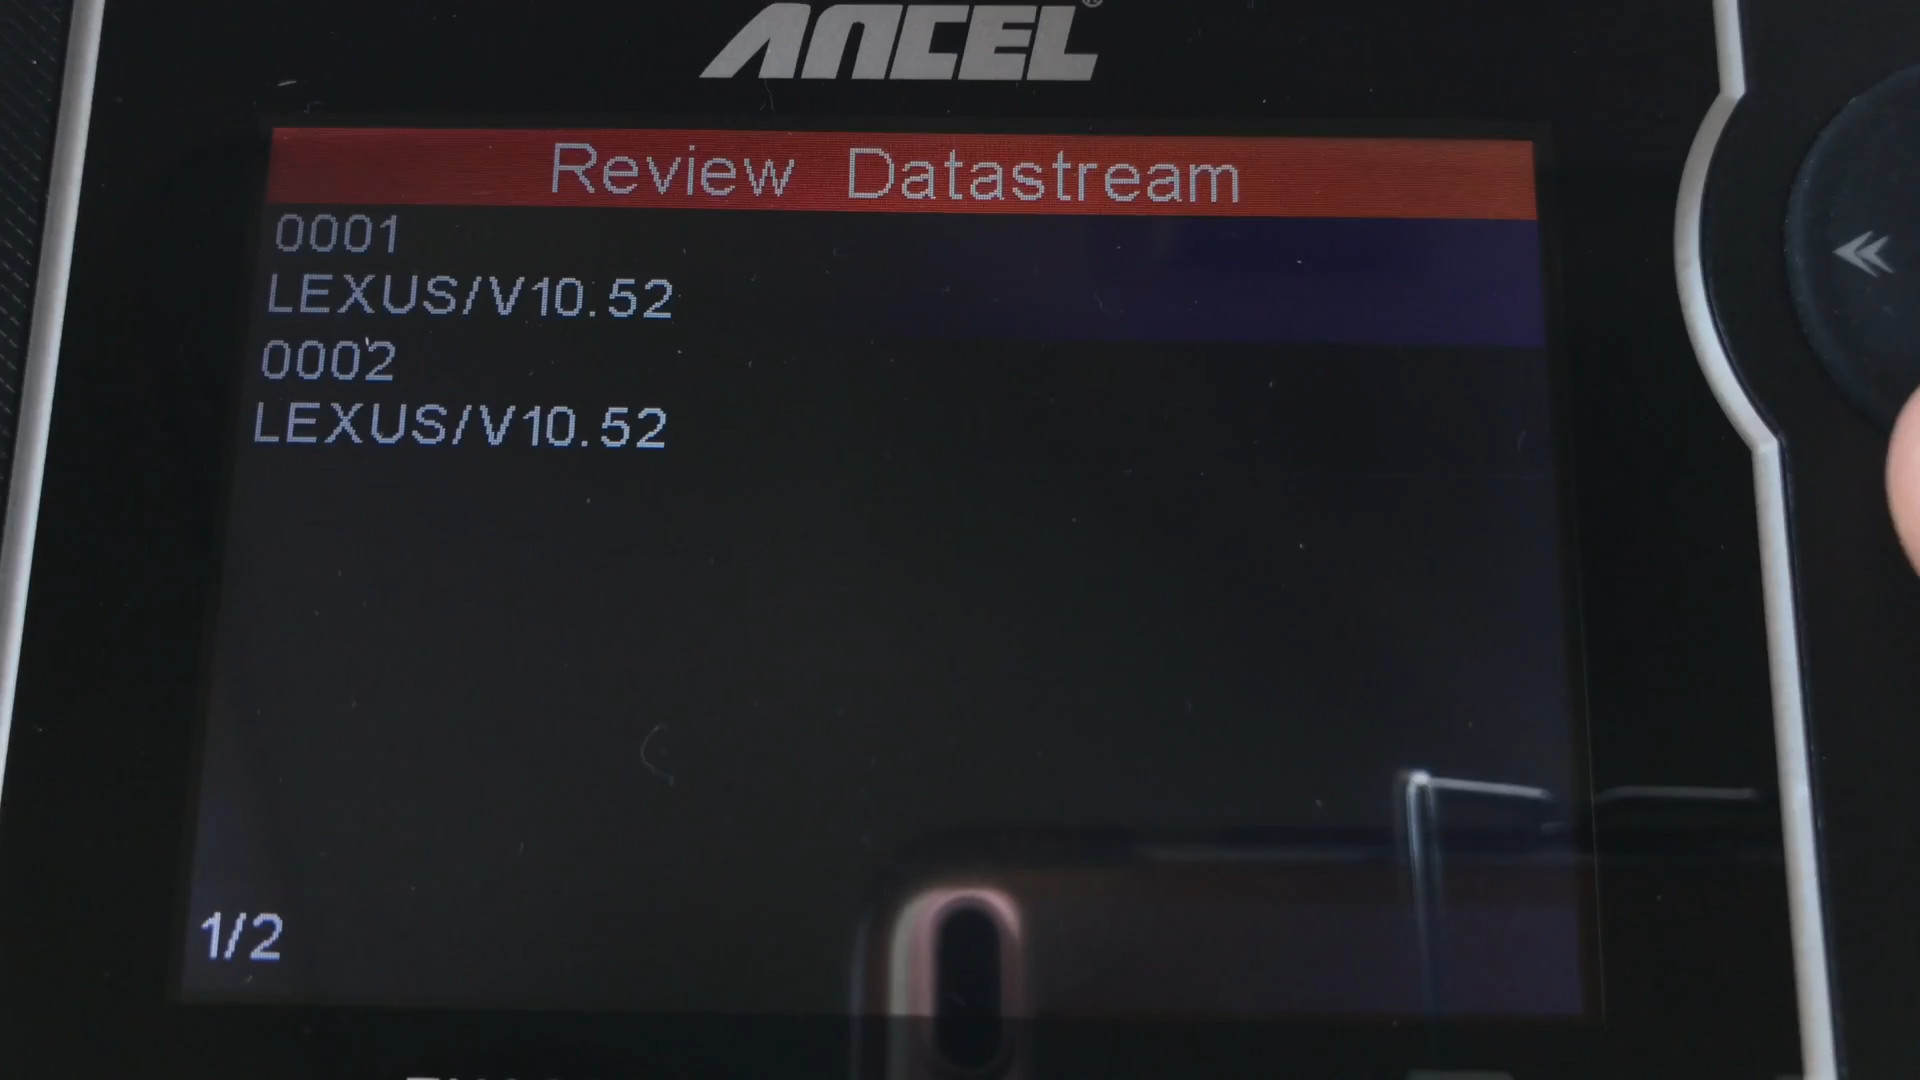 ANCEL
Review Datastream
0001
LEXUS/V10.52
0002
LEXUS/V10.52
1/2